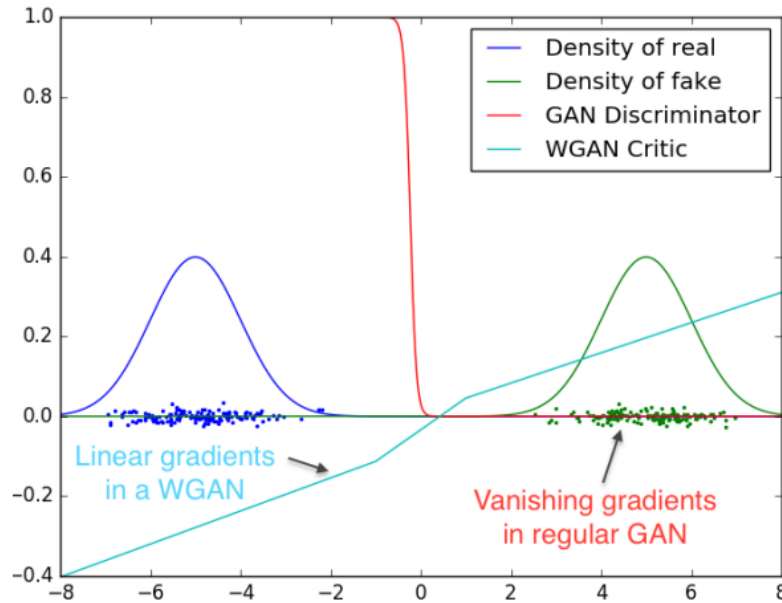 1.0
0.8
0.6
0.4
0.2
0.0
−0.2
−0.4
Density of real
Density of fake
GAN Discriminator
WGAN Critic
Linear gradients
in a WGAN
Vanishing gradients
in regular GAN
−8 −6 −4 −2 0 2 4 6 8